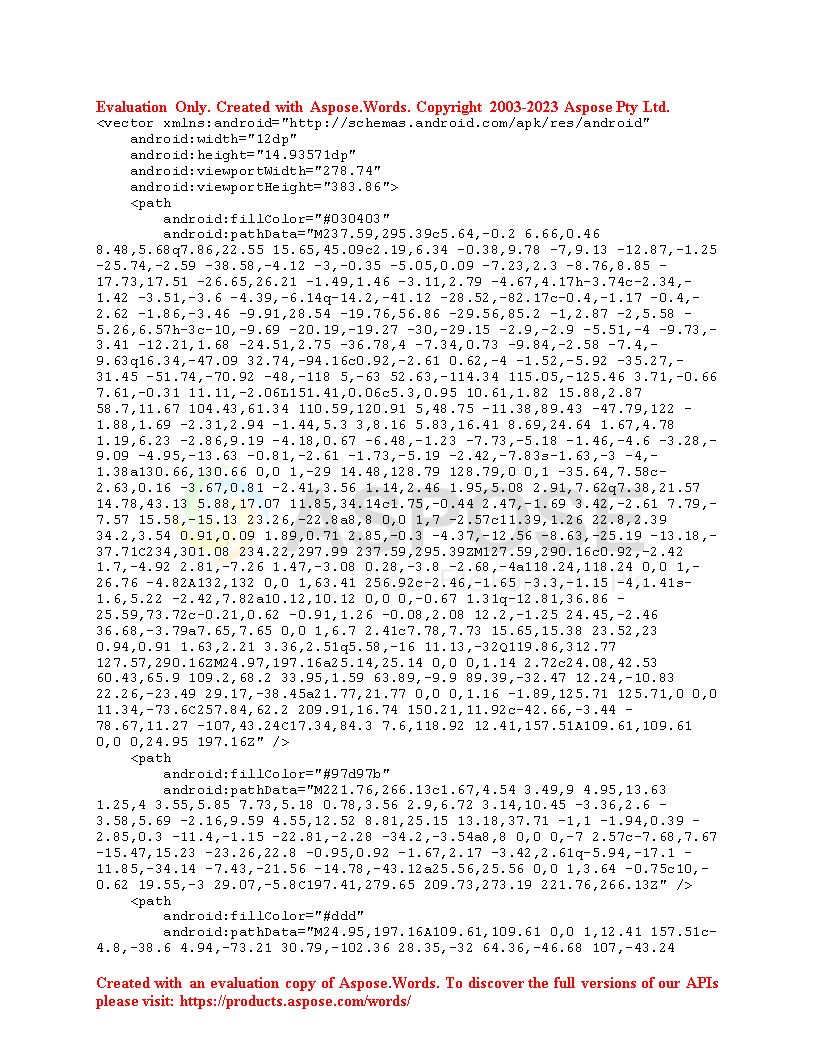 Evaluation Only. Created with Aspose.Words. Copyright 2003-2023 Aspose Pty Ltd.
<vector xmlns:android="http://schemas.android.com/apk/res/android"
    android:width="12dp"
    android:height="14.93571dp"
    android:viewportWidth="278.74"
    android:viewportHeight="383.86">
    <path
        android:fillColor="#030403"
        android:pathData="M237.59,295.39c5.64,-0.2 6.66,0.46
8.48,5.68q7.86,22.55 15.65,45.09c2.19,6.34 -0.38,9.78 -7,9.13 -12.87,-1.25
-25.74,-2.59 -38.58,-4.12 -3,-0.35 -5.05,0.09 -7.23,2.3 -8.76,8.85 -
17.73,17.51 -26.65,26.21 -1.49,1.46 -3.11,2.79 -4.67,4.17h-3.74c-2.34,-
1.42 -3.51,-3.6 -4.39,-6.14q-14.2,-41.12 -28.52,-82.17c-0.4,-1.17 -0.4,-
2.62 -1.86,-3.46 -9.91,28.54 -19.76,56.86 -29.56,85.2 -1,2.87 -2,5.58 -
5.26,6.57h-3c-10,-9.69 -20.19,-19.27 -30,-29.15 -2.9,-2.9 -5.51,-4 -9.73,-
3.41 -12.21,1.68 -24.51,2.75 -36.78,4 -7.34,0.73 -9.84,-2.58 -7.4,-
9.63q16.34,-47.09 32.74,-94.16c0.92,-2.61 0.62,-4 -1.52,-5.92 -35.27,-
31.45 -51.74,-70.92 -48,-118 5,-63 52.63,-114.34 115.05,-125.46 3.71,-0.66
7.61,-0.31 11.11,-2.06L151.41,0.06c5.3,0.95 10.61,1.82 15.88,2.87
58.7,11.67 104.43,61.34 110.59,120.91 5,48.75 -11.38,89.43 -47.79,122 -
1.88,1.69 -2.31,2.94 -1.44,5.3 3,8.16 5.83,16.41 8.69,24.64 1.67,4.78
1.19,6.23 -2.86,9.19 -4.18,0.67 -6.48,-1.23 -7.73,-5.18 -1.46,-4.6 -3.28,-
9.09 -4.95,-13.63 -0.81,-2.61 -1.73,-5.19 -2.42,-7.83s-1.63,-3 -4,-
1.38a130.66,130.66 0,0 1,-29 14.48,128.79 128.79,0 0,1 -35.64,7.58c-
2.63,0.16 -3.67,0.81 -2.41,3.56 1.14,2.46 1.95,5.08 2.91,7.62q7.38,21.57
14.78,43.13 5.88,17.07 11.85,34.14c1.75,-0.44 2.47,-1.69 3.42,-2.61 7.79,-
7.57 15.58,-15.13 23.26,-22.8a8,8 0,0 1,7 -2.57c11.39,1.26 22.8,2.39
34.2,3.54 0.91,0.09 1.89,0.71 2.85,-0.3 -4.37,-12.56 -8.63,-25.19 -13.18,-
37.71C234,301.08 234.22,297.99 237.59,295.39ZM127.59,290.16c0.92,-2.42
1.7,-4.92 2.81,-7.26 1.47,-3.08 0.28,-3.8 -2.68,-4a118.24,118.24 0,0 1,-
26.76 -4.82A132,132 0,0 1,63.41 256.92c-2.46,-1.65 -3.3,-1.15 -4,1.41s-
1.6,5.22 -2.42,7.82a10.12,10.12 0,0 0,-0.67 1.31q-12.81,36.86 -
25.59,73.72c-0.21,0.62 -0.91,1.26 -0.08,2.08 12.2,-1.25 24.45,-2.46
36.68,-3.79a7.65,7.65 0,0 1,6.7 2.41c7.78,7.73 15.65,15.38 23.52,23
0.94,0.91 1.63,2.21 3.36,2.51q5.58,-16 11.13,-32Q119.86,312.77
127.57,290.16ZM24.97,197.16a25.14,25.14 0,0 0,1.14 2.72c24.08,42.53
60.43,65.9 109.2,68.2 33.95,1.59 63.89,-9.9 89.39,-32.47 12.24,-10.83
22.26,-23.49 29.17,-38.45a21.77,21.77 0,0 0,1.16 -1.89,125.71 125.71,0 0,0
11.34,-73.6C257.84,62.2 209.91,16.74 150.21,11.92c-42.66,-3.44 -
78.67,11.27 -107,43.24C17.34,84.3 7.6,118.92 12.41,157.51A109.61,109.61
0,0 0,24.95 197.16Z" />
    <path
        android:fillColor="#97d97b"
        android:pathData="M221.76,266.13c1.67,4.54 3.49,9 4.95,13.63
1.25,4 3.55,5.85 7.73,5.18 0.78,3.56 2.9,6.72 3.14,10.45 -3.36,2.6 -
3.58,5.69 -2.16,9.59 4.55,12.52 8.81,25.15 13.18,37.71 -1,1 -1.94,0.39 -
2.85,0.3 -11.4,-1.15 -22.81,-2.28 -34.2,-3.54a8,8 0,0 0,-7 2.57c-7.68,7.67
-15.47,15.23 -23.26,22.8 -0.95,0.92 -1.67,2.17 -3.42,2.61q-5.94,-17.1 -
11.85,-34.14 -7.43,-21.56 -14.78,-43.12a25.56,25.56 0,0 1,3.64 -0.75c10,-
0.62 19.55,-3 29.07,-5.8C197.41,279.65 209.73,273.19 221.76,266.13Z" />
    <path
        android:fillColor="#ddd"
        android:pathData="M24.95,197.16A109.61,109.61 0,0 1,12.41 157.51c-
4.8,-38.6 4.94,-73.21 30.79,-102.36 28.35,-32 64.36,-46.68 107,-43.24
Created with an evaluation copy of Aspose.Words. To discover the full versions of our APIs
please visit: https://products.aspose.com/words/